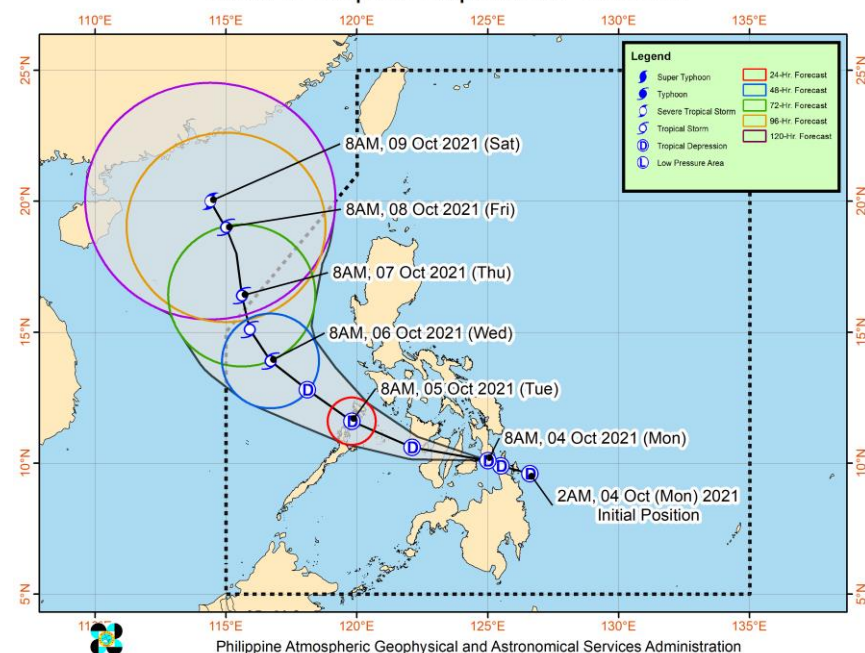 110°E 115°E 120°E 125°E 130°E 135°E
25°N 25°N
20°N 20°N
15°N 15°N
10°N 10°N
5°N 5°N
Legend
Super Typhoon
Typhoon
Severe Tropical Storm
Tropical Storm
D Tropical Depression
L Low Pressure Area
24-Hr. Forecast
48-Hr. Forecast
72-Hr. Forecast
96-Hr. Forecast
120-Hr. Forecast
8AM, 09 Oct 2021 (Sat)
8AM, 08 Oct 2021 (Fri)
8AM, 07 Oct 2021 (Thu)
8AM, 06 Oct 2021 (Wed)
D
8AM, 05 Oct 2021 (Tue)
D
8AM, 04 Oct 2021 (Mon)
D D D D
2AM, 04 Oct (Mon) 2021
Initial Position
115°E 120°E 125°E 130°E 135°E
Philippine Atmospheric Geophysical and Astronomical Services Administration